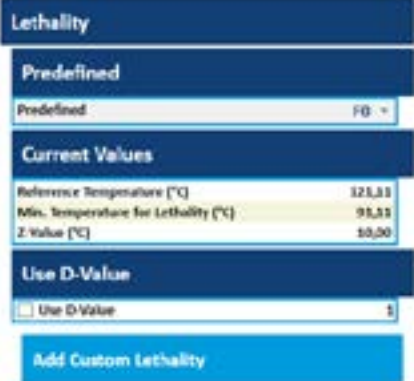 Lethality
Predefined
Predefined F0
Current Values
Reference Temperature (°C) 121,11
Min. Temperature for Lethality (°C) 91,11
Z-Value (°C) 10,00
Use D-Value
Use D-Value 1
Add Custom Lethality